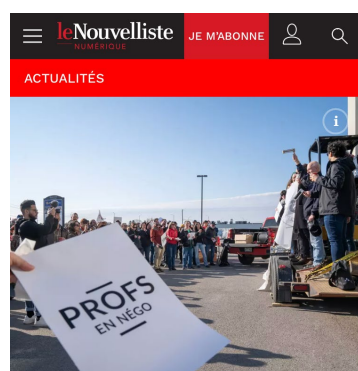 leNouvelliste
NUMÉRIQUE
JE M'ABONNE
ACTUALITÉS
i
PROFS
EN NÉGO